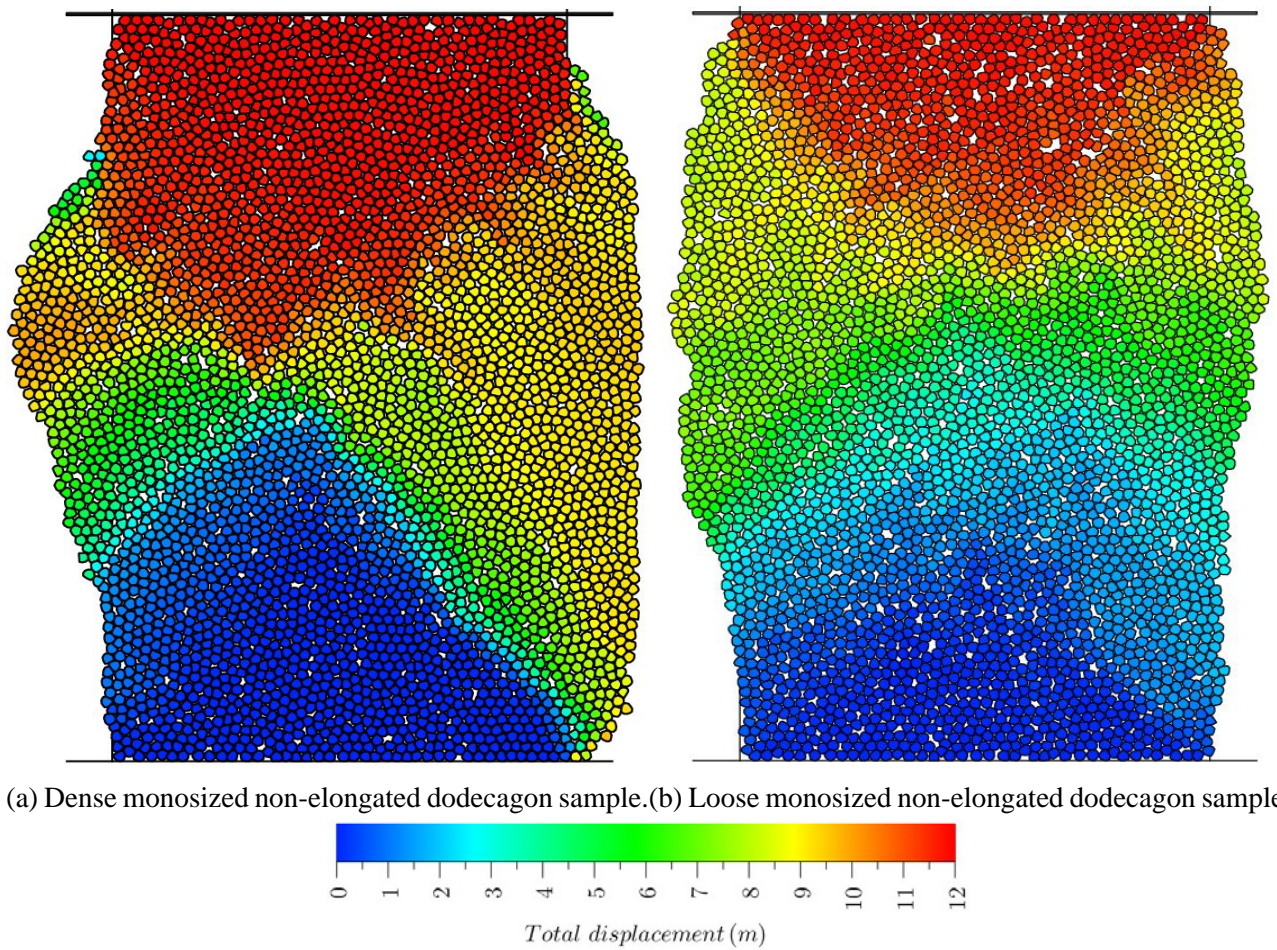 (a) Dense monosized non-elongated dodecagon sample.(b) Loose monosized non-elongated dodecagon sample
0 1 2 3 4 5 6 7 8 9 10 11 12
Total displacement (m)